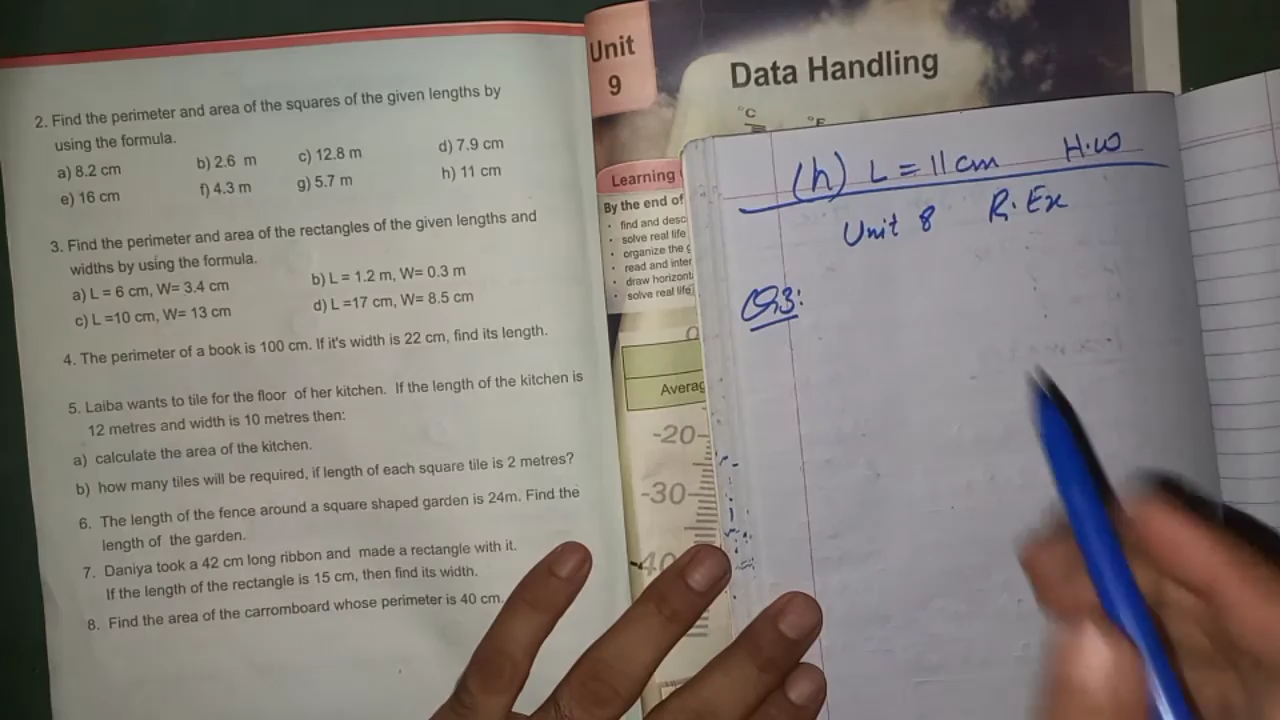 2. Find the perimeter and area of the squares of the given lengths by
using the formula.
a) 8.2 cm b) 2.6 m c) 12.8 m d) 7.9 cm
e) 16 cm f) 4.3 m g) 5.7 m h) 11 cm
3. Find the perimeter and area of the rectangles of the given lengths and
widths by using the formula.
a) L = 6 cm, W= 3.4 cm b) L = 1.2 m, W= 0.3 m
c) L =10 cm, W= 13 cm d) L =17 cm, W= 8.5 cm
4. The perimeter of a book is 100 cm. If it's width is 22 cm, find its length.
5. Laiba wants to tile for the floor of her kitchen. If the length of the kitchen is
12 metres and width is 10 metres then:
a) calculate the area of the kitchen.
b) how many tiles will be required, if length of each square tile is 2 metres?
6. The length of the fence around a square shaped garden is 24m. Find the
length of the garden.
7. Daniya took a 42 cm long ribbon and made a rectangle with it.
If the length of the rectangle is 15 cm, then find its width.
8. Find the area of the carromboard whose perimeter is 40 cm.
Unit
9
Data Handling
°C °F
Learning
By the end of
• find and desc
• solve real life
• organize the
• read and inter
• draw horizont
• solve real life
Averag
-20
-30
-40
(h) L = 11 cm H.W
Unit 8 R. Ex
Q3: